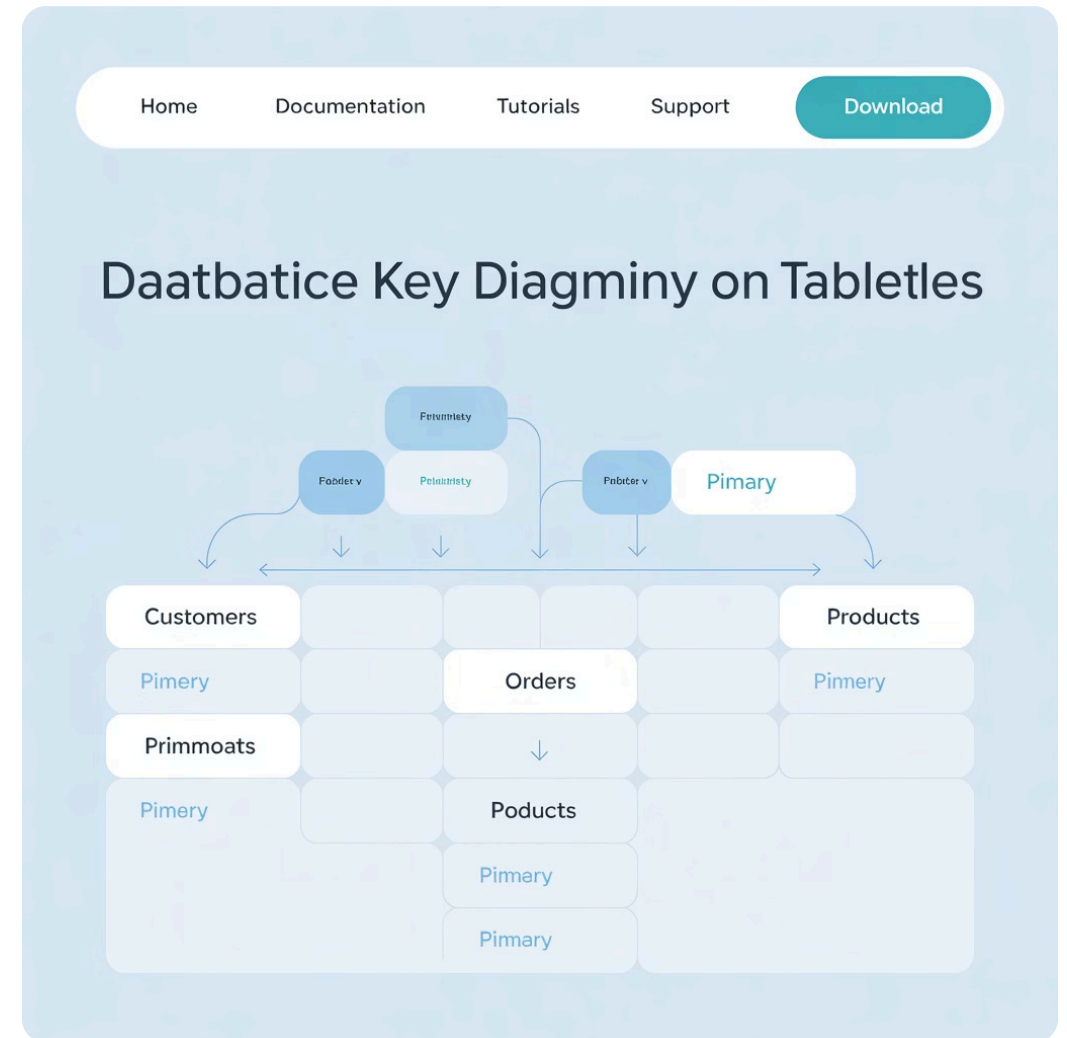 Home Documentation Tutorials Support Download
Daatbatice Key Diagminy on Tabletles
Pimary
Customers Products
Pimery Orders Pinmery
Primmoats
Pimery Poducts
Pimary
Pimary